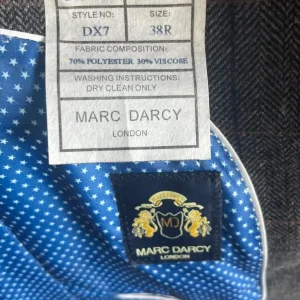 STYLE NO: SIZE:
DX7 38R
FABRIC COMPOSITION:
70% POLYESTER 30% VISCOSE
WASHING INSTRUCTIONS:
DRY CLEAN ONLY
MARC DARCY
LONDON
MD
MARC DARCY
LONDON